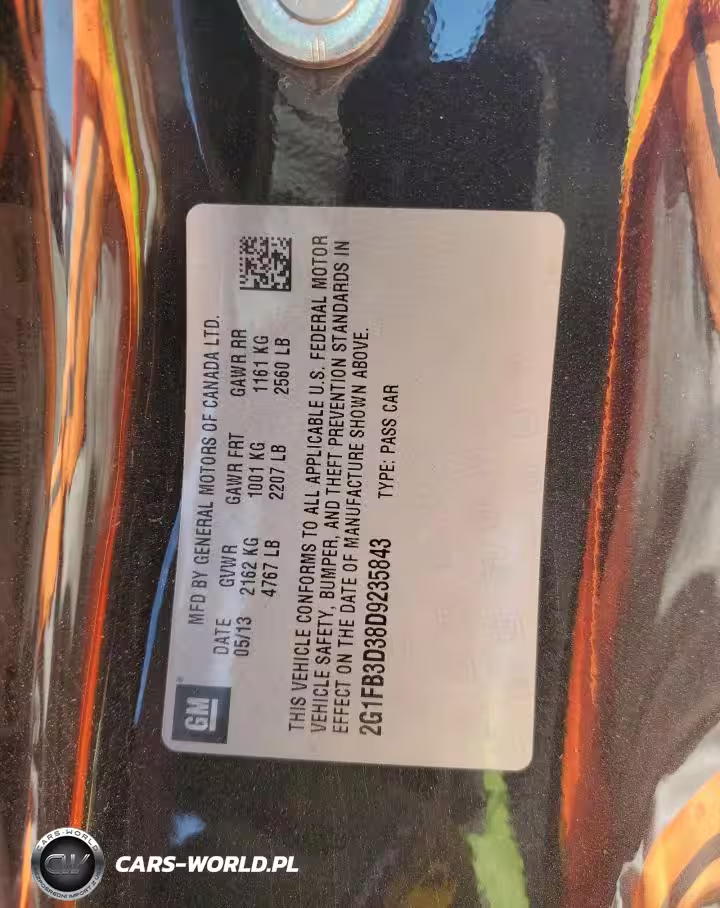 MFD BY GENERAL MOTORS OF CANADA LTD.
DATE GVWR GAWR FRT GAWR RR
05/13 2162 KG 1001 KG 1161 KG
4767 LB 2207 LB 2560 LB
GM
THIS VEHICLE CONFORMS TO ALL APPLICABLE U.S. FEDERAL MOTOR
VEHICLE SAFETY, BUMPER, AND THEFT PREVENTION STANDARDS IN
EFFECT ON THE DATE OF MANUFACTURE SHOWN ABOVE.
2G1FB3D38D9235843 TYPE: PASS CAR
CARS-WORLD
CW
CARS-WORLD.PL